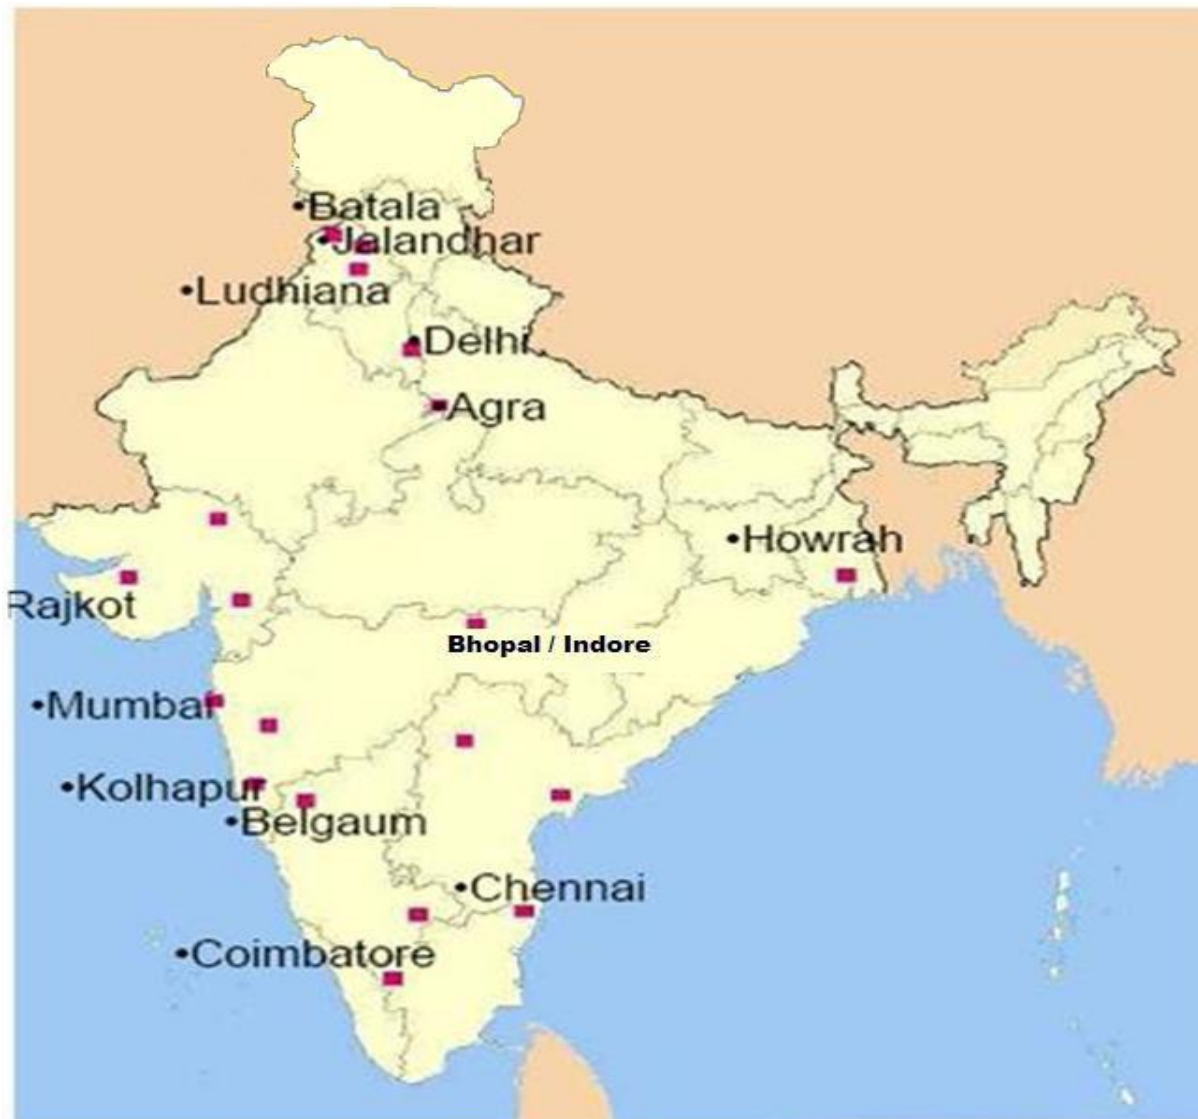 •Batala
•Jalandhar
•Ludhiana
•Delhi
•Agra
•Howrah
Rajkot
Bhopal / Indore
•Mumbai
•Kolhapur
•Belgaum
•Chennai
•Coimbatore